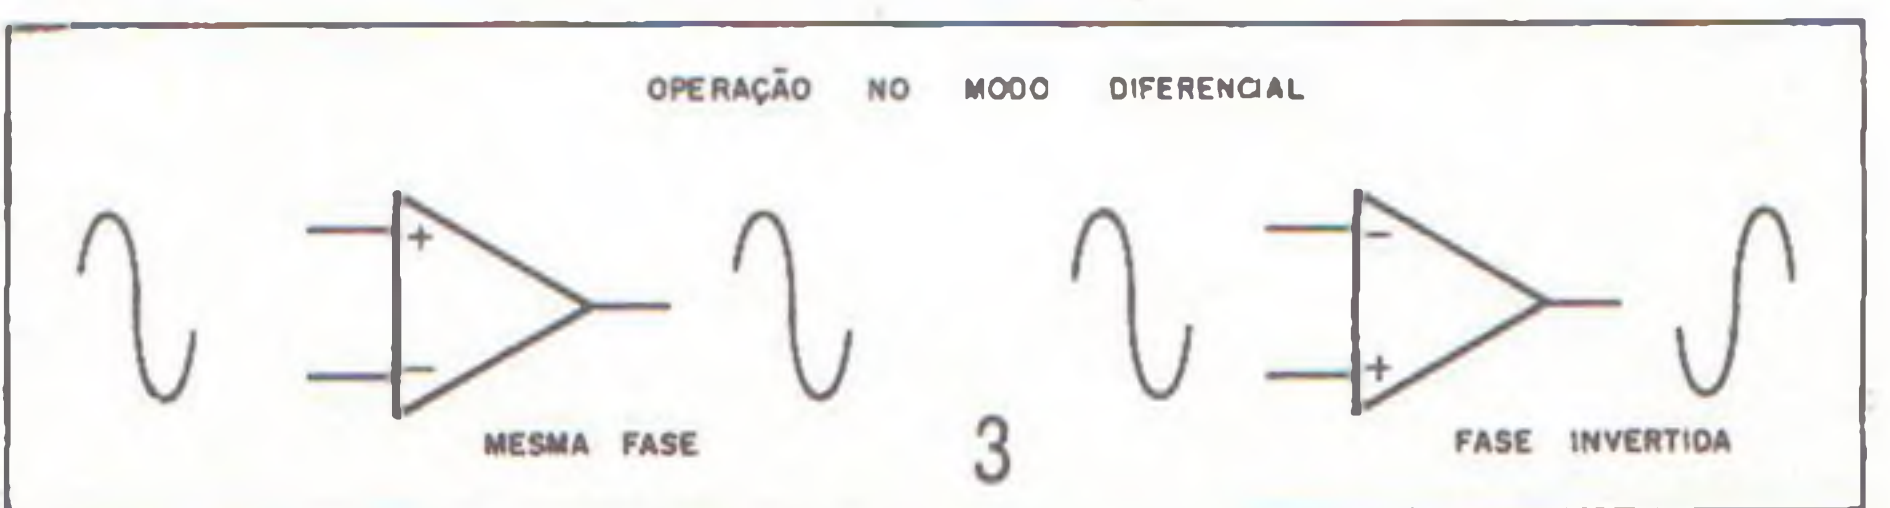 OPERAÇÃO NO MODO DIFERENCIAL
+
−
−
+
MESMA FASE
3
FASE INVERTIDA